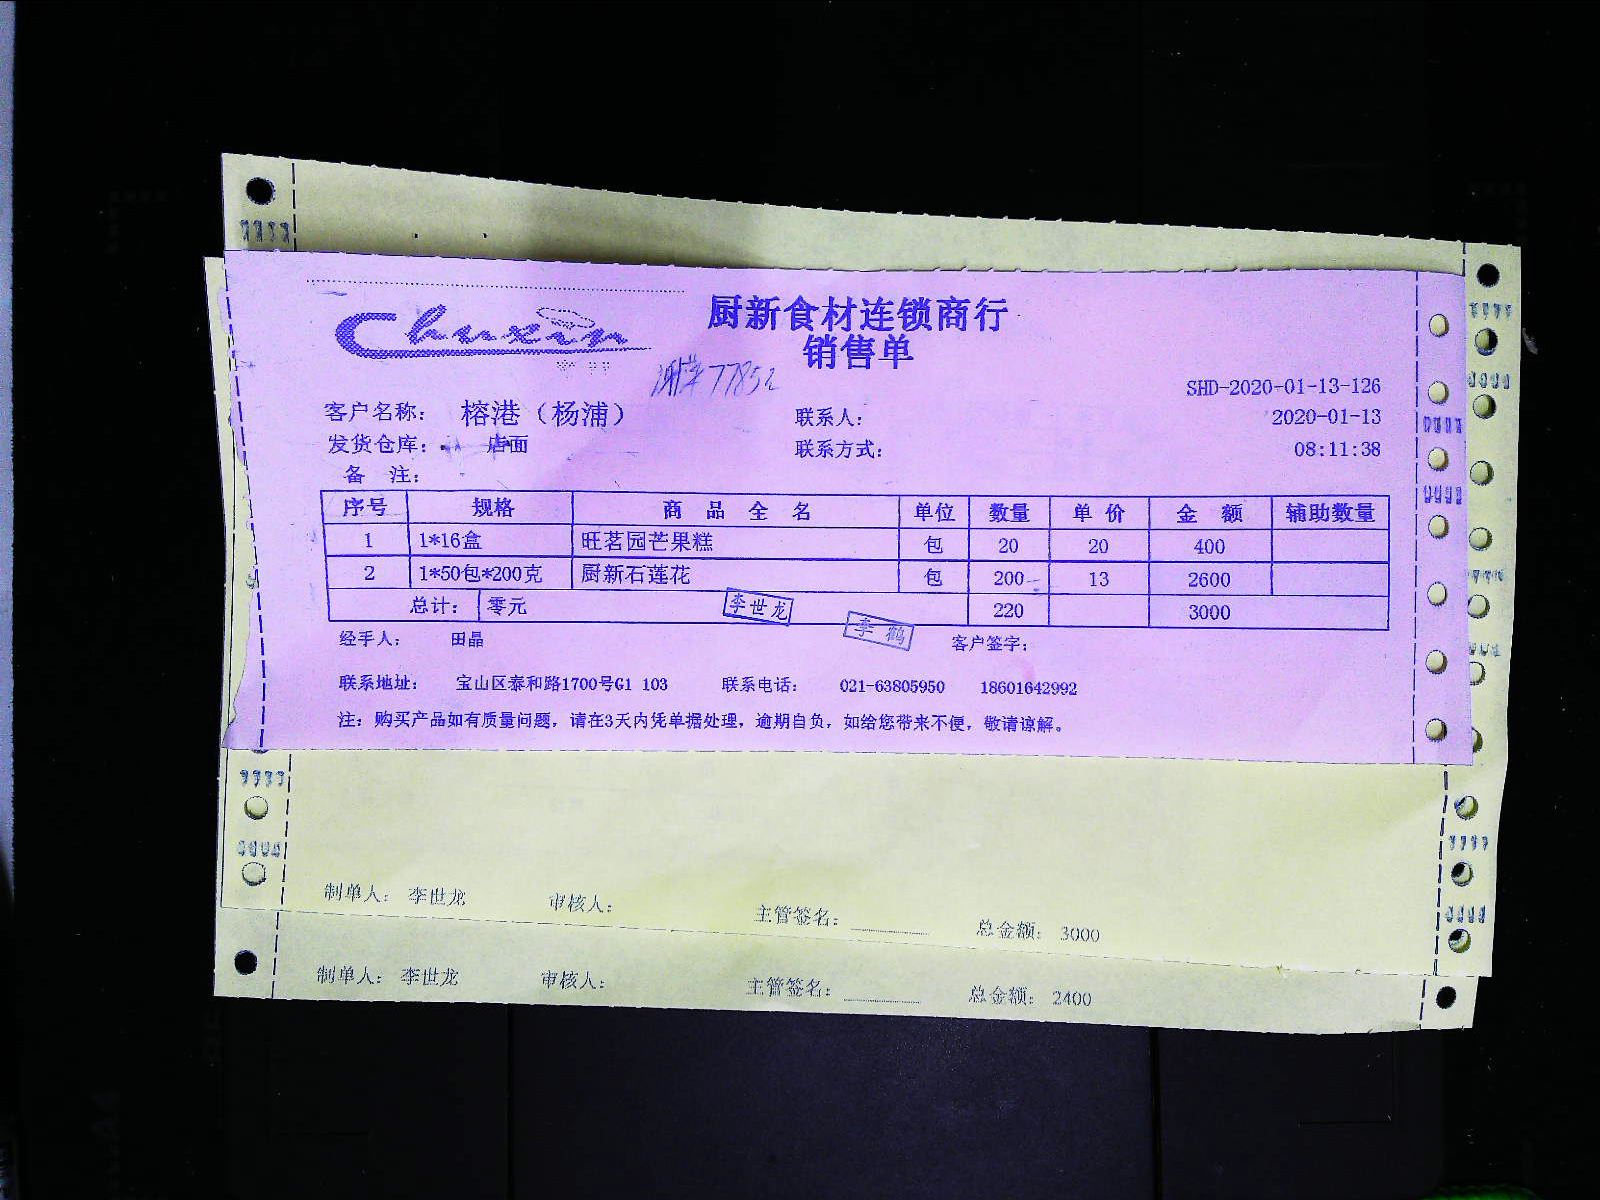 Chuxin
厨新食材连锁商行
销售单
77852
SHD-2020-01-13-126
客户名称: 榕港（杨浦） 联系人: 2020-01-13
发货仓库: 店面 联系方式: 08:11:38
备 注:
序号 规格 商 品 全 名 单位 数量 单 价 金 额 辅助数量
1 1*16盒 旺茗园芒果糕 包 20 20 400
2 1*50包*200克 厨新石莲花 包 200 13 2600
总计: 零元 220 3000
李世龙
李鹤
经手人: 田晶 客户签字:
联系地址: 宝山区泰和路1700号G1 103 联系电话: 021-63805950 18601642992
注: 购买产品如有质量问题, 请在3天内凭单据处理, 逾期自负, 如给您带来不便, 敬请谅解。
制单人: 李世龙 审核人: 主管签名: 总金额: 3000
制单人: 李世龙 审核人: 主管签名: 总金额: 2400